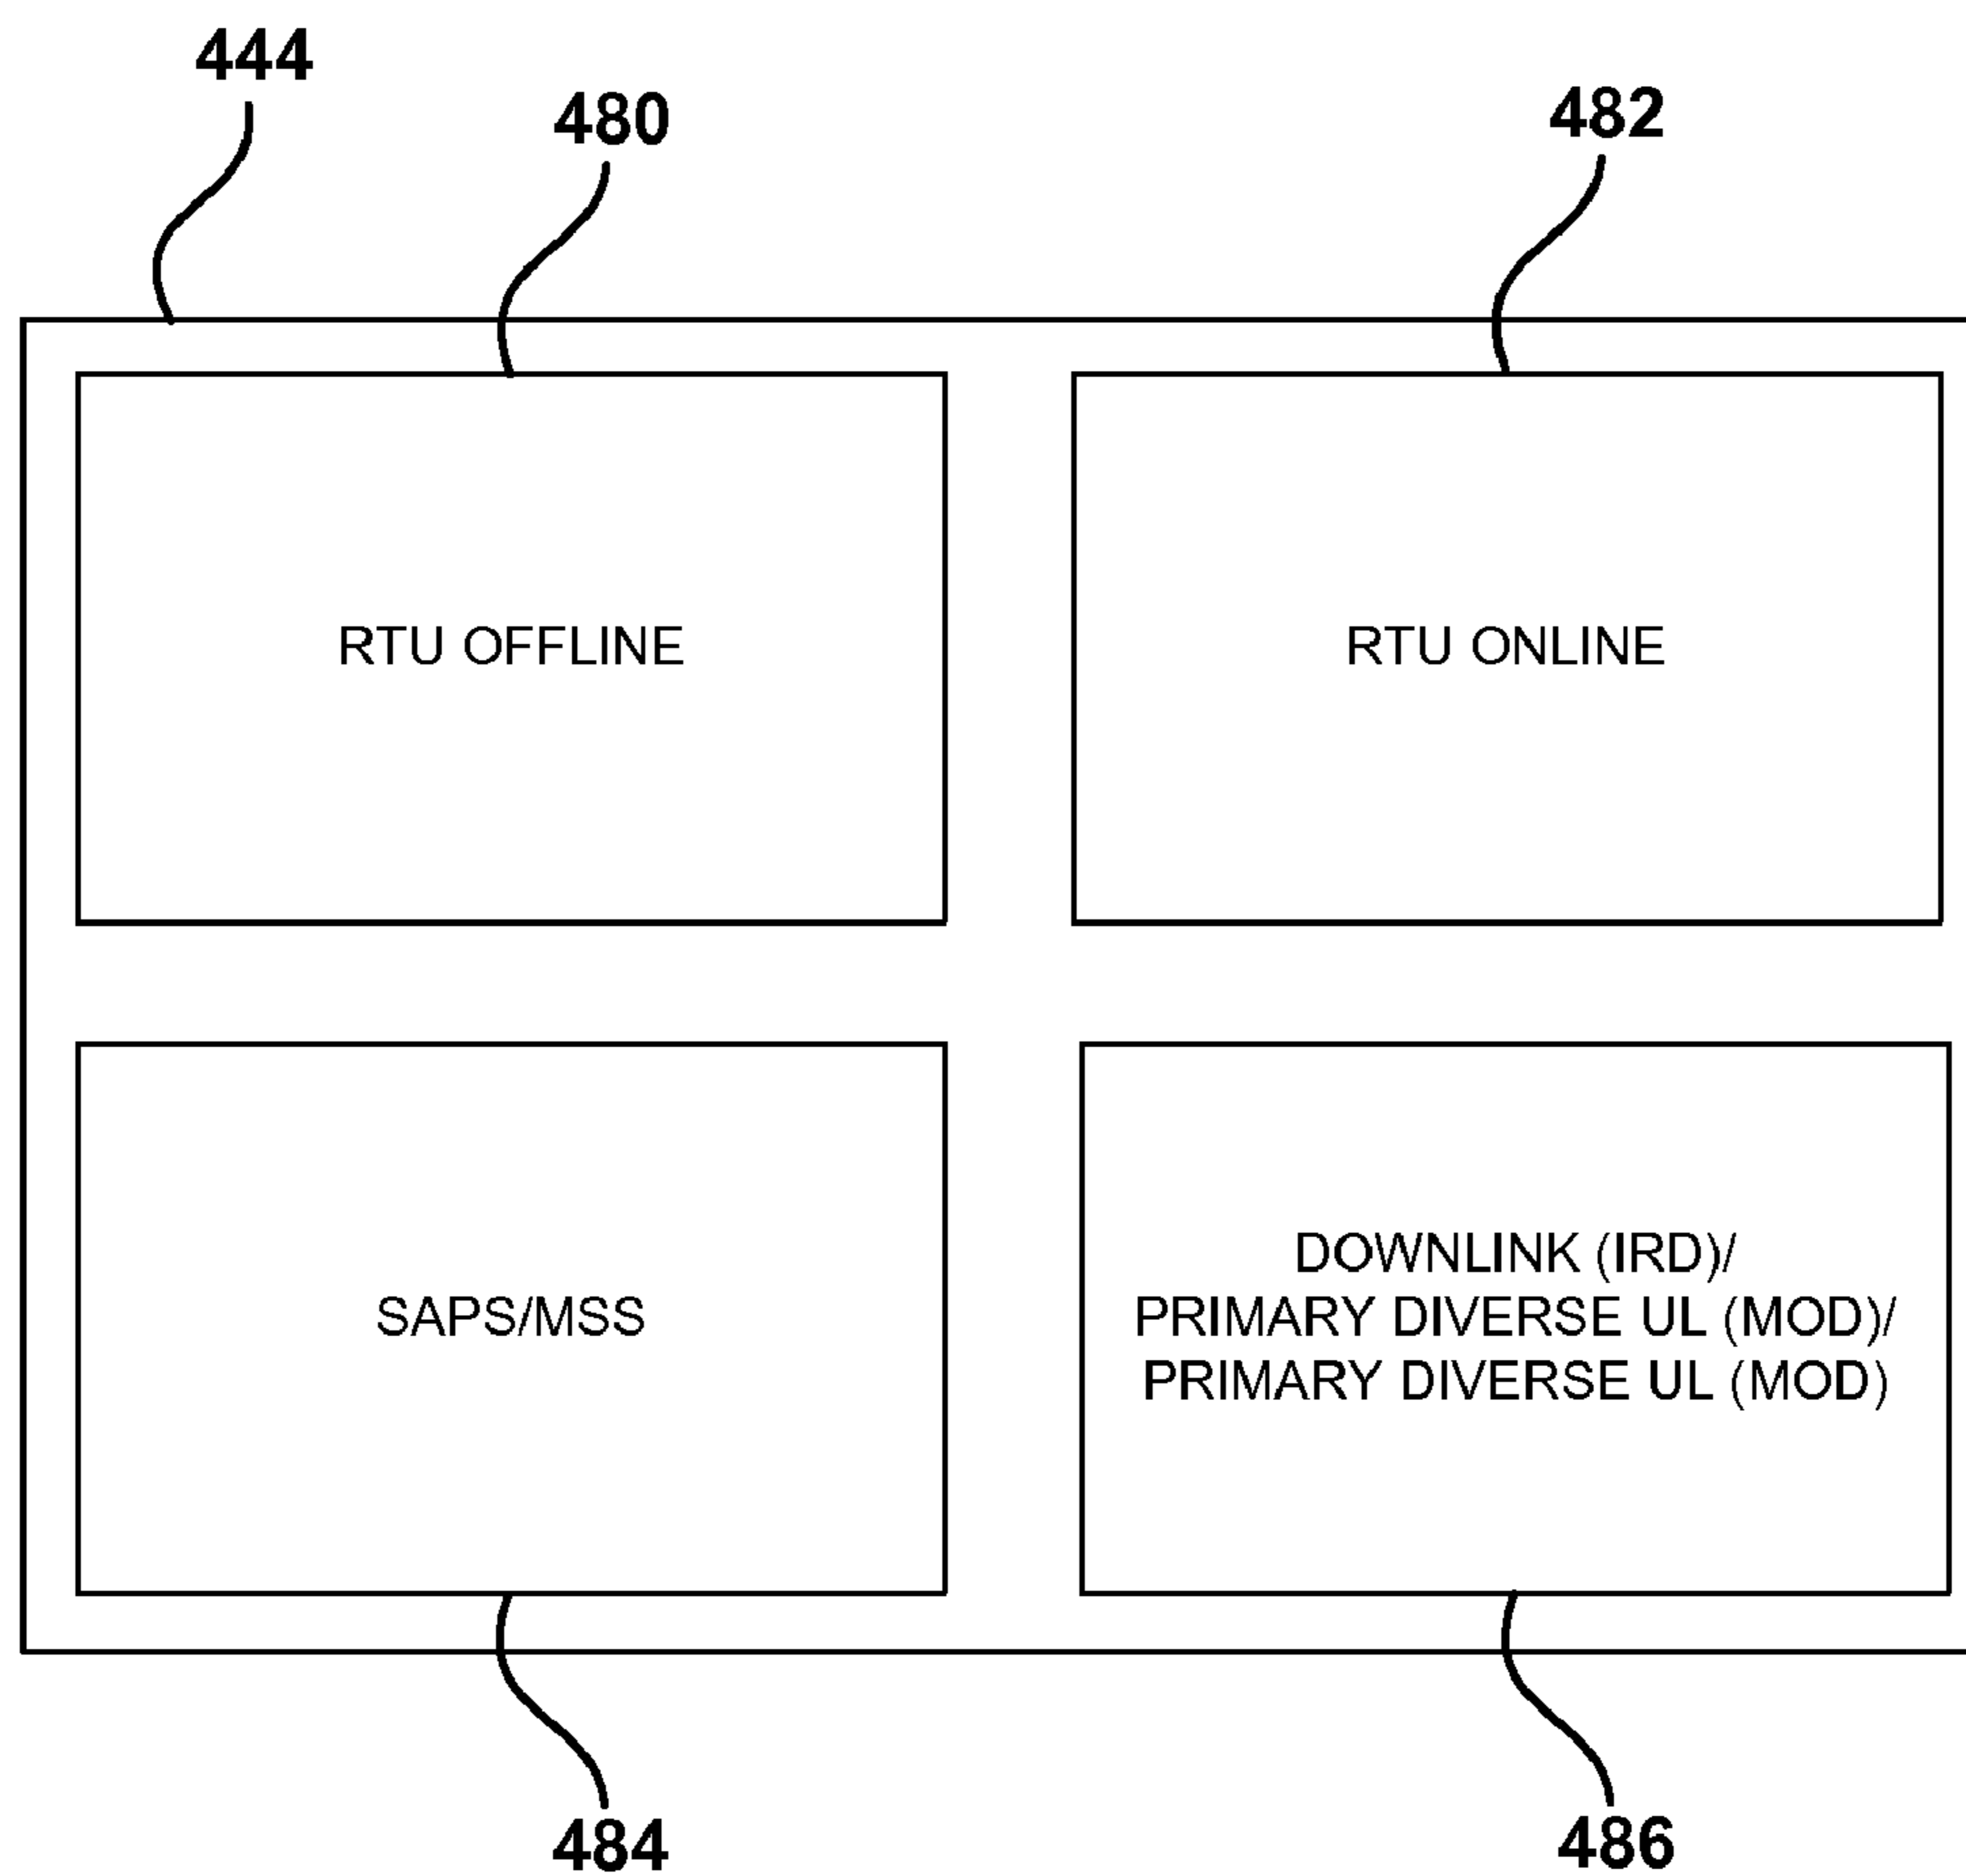 444
480
482
RTU OFFLINE
RTU ONLINE
SAPS/MSS
DOWNLINK (IRD)/
PRIMARY DIVERSE UL (MOD)/
PRIMARY DIVERSE UL (MOD)
484
486